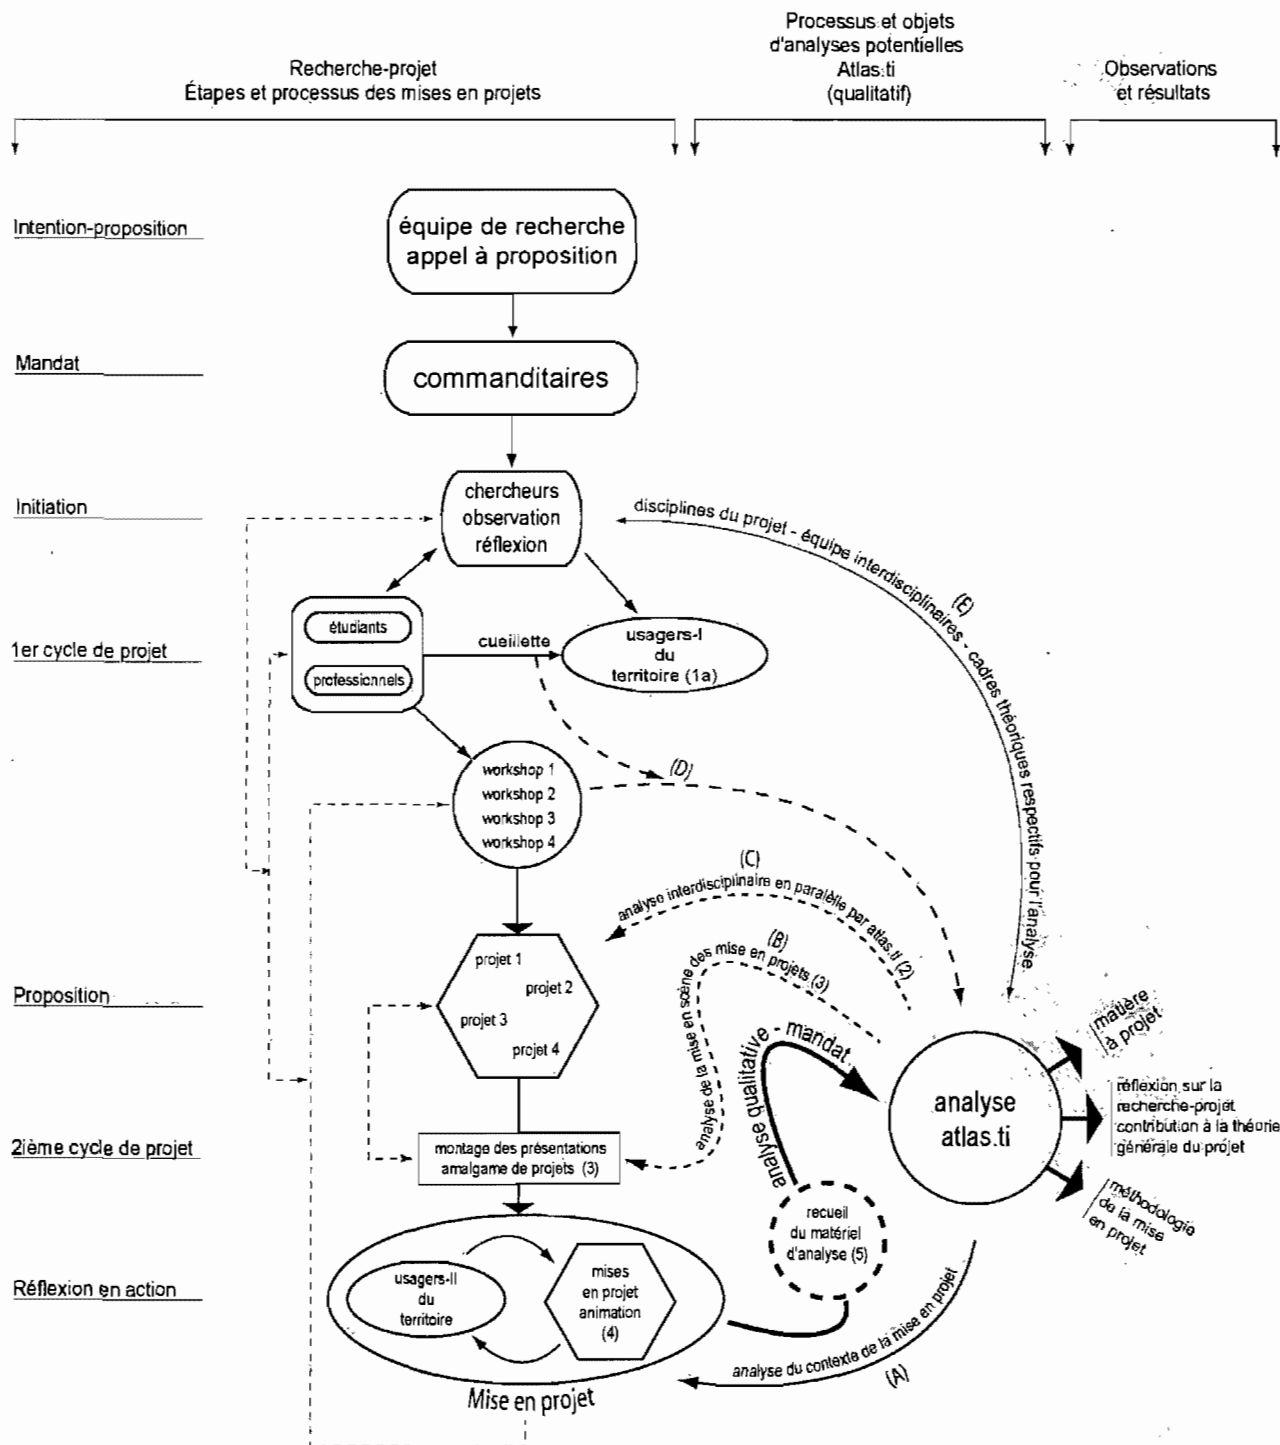 Recherche-projet
Étapes et processus des mises en projets
Processus et objets
d'analyses potentielles
Atlas.ti
(qualitatif)
Observations
et résultats
Intention-proposition
équipe de recherche
appel à proposition
Mandat
commanditaires
Initiation
chercheurs
observation
réflexion
disciplines du projet - équipe interdisciplinaires - cadres théoriques respectifs pour l'analyse
(E)
1er cycle de projet
étudiants
professionnels
cueillette
usagers-I
du
territoire (1a)
workshop 1
workshop 2
workshop 3
workshop 4
(D)
(C)
analyse interdisciplinaire en parallèle par atlas.ti (2)
(B)
analyse de la mise en scène des mise en projets (3)
Proposition
projet 1
projet 2
projet 3
projet 4
analyse qualitative - mandat
analyse
atlas.ti
matière
à projet
réflexion sur la
recherche-projet
contribution à la théorie
générale du projet
méthodologie
de la mise
en projet
2ième cycle de projet
montage des présentations
amalgame de projets (3)
recueil
du matériel
d'analyse (5)
Réflexion en action
usagers-II
du
territoire
mises
en projet
animation
(4)
analyse du contexte de la mise en projet
(A)
Mise en projet